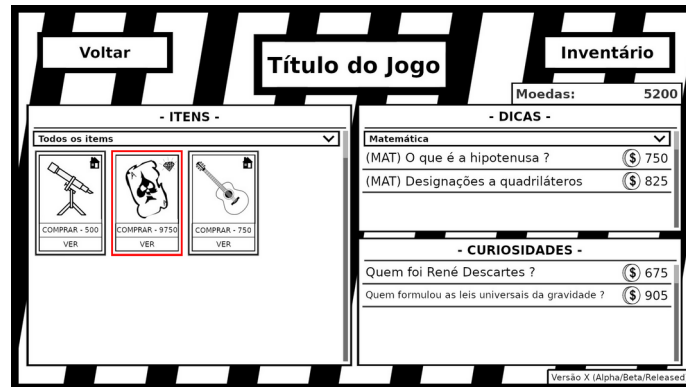 Voltar
Título do Jogo
Inventário
Moedas: 5200
- ITENS -
Todos os items
COMPRAR - 500
VER
COMPRAR - 9750
VER
COMPRAR - 750
VER
- DICAS -
Matemática
(MAT) O que é a hipotenusa ? $ 750
(MAT) Designações a quadriláteros $ 825
- CURIOSIDADES -
Quem foi René Descartes ? $ 675
Quem formulou as leis universais da gravidade ? $ 905
Versão X (Alpha/Beta/Released